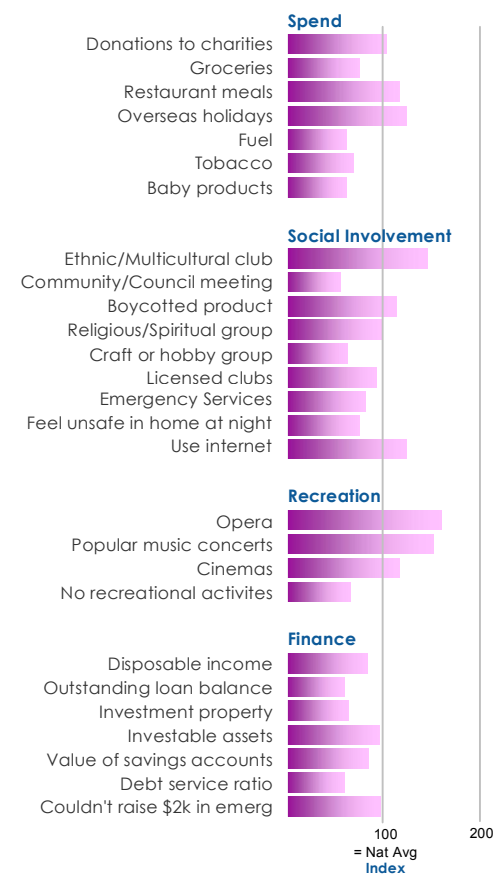 Spend
Donations to charities
Groceries
Restaurant meals
Overseas holidays
Fuel
Tobacco
Baby products
Social Involvement
Ethnic/Multicultural club
Community/Council meeting
Boycotted product
Religious/Spiritual group
Craft or hobby group
Licensed clubs
Emergency Services
Feel unsafe in home at night
Use internet
Recreation
Opera
Popular music concerts
Cinemas
No recreational activites
Finance
Disposable income
Outstanding loan balance
Investment property
Investable assets
Value of savings accounts
Debt service ratio
Couldn't raise $2k in emerg
100 200
= Nat Avg
Index